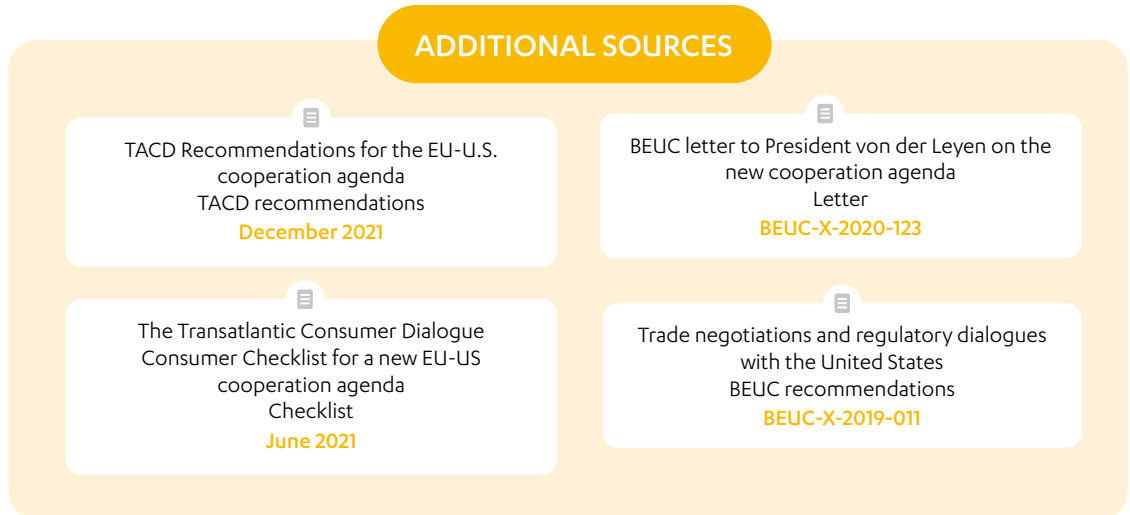 ADDITIONAL SOURCES
TACD Recommendations for the EU-U.S.
cooperation agenda
TACD recommendations
December 2021
BEUC letter to President von der Leyen on the
new cooperation agenda
Letter
BEUC-X-2020-123
The Transatlantic Consumer Dialogue
Consumer Checklist for a new EU-US
cooperation agenda
Checklist
June 2021
Trade negotiations and regulatory dialogues
with the United States
BEUC recommendations
BEUC-X-2019-011